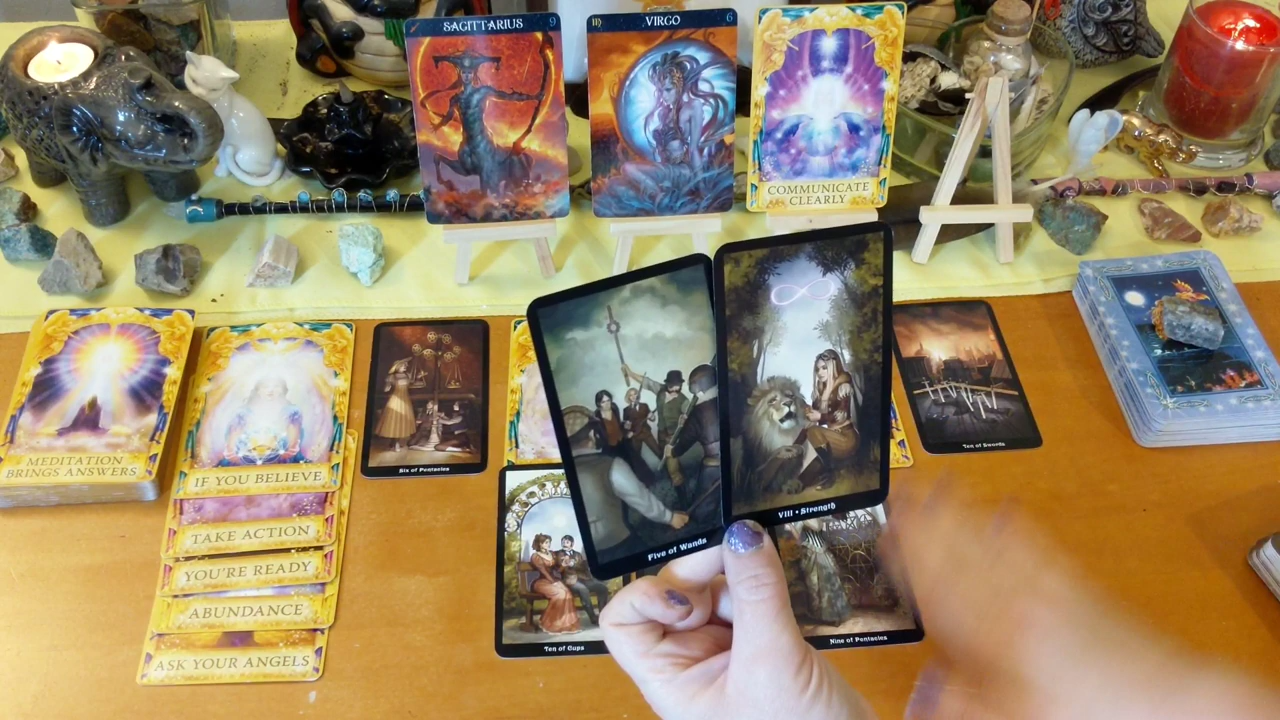 SAGITTARIUS 9
♍ VIRGO 6
COMMUNICATE
CLEARLY
MEDITATION
BRINGS ANSWERS
IF YOU BELIEVE
TAKE ACTION
YOU'RE READY
ABUNDANCE
ASK YOUR ANGELS
Six of Pentacles
Five of Wands
VIII • Strength
Ten of Swords
Ten of Cups
Nine of Pentacles